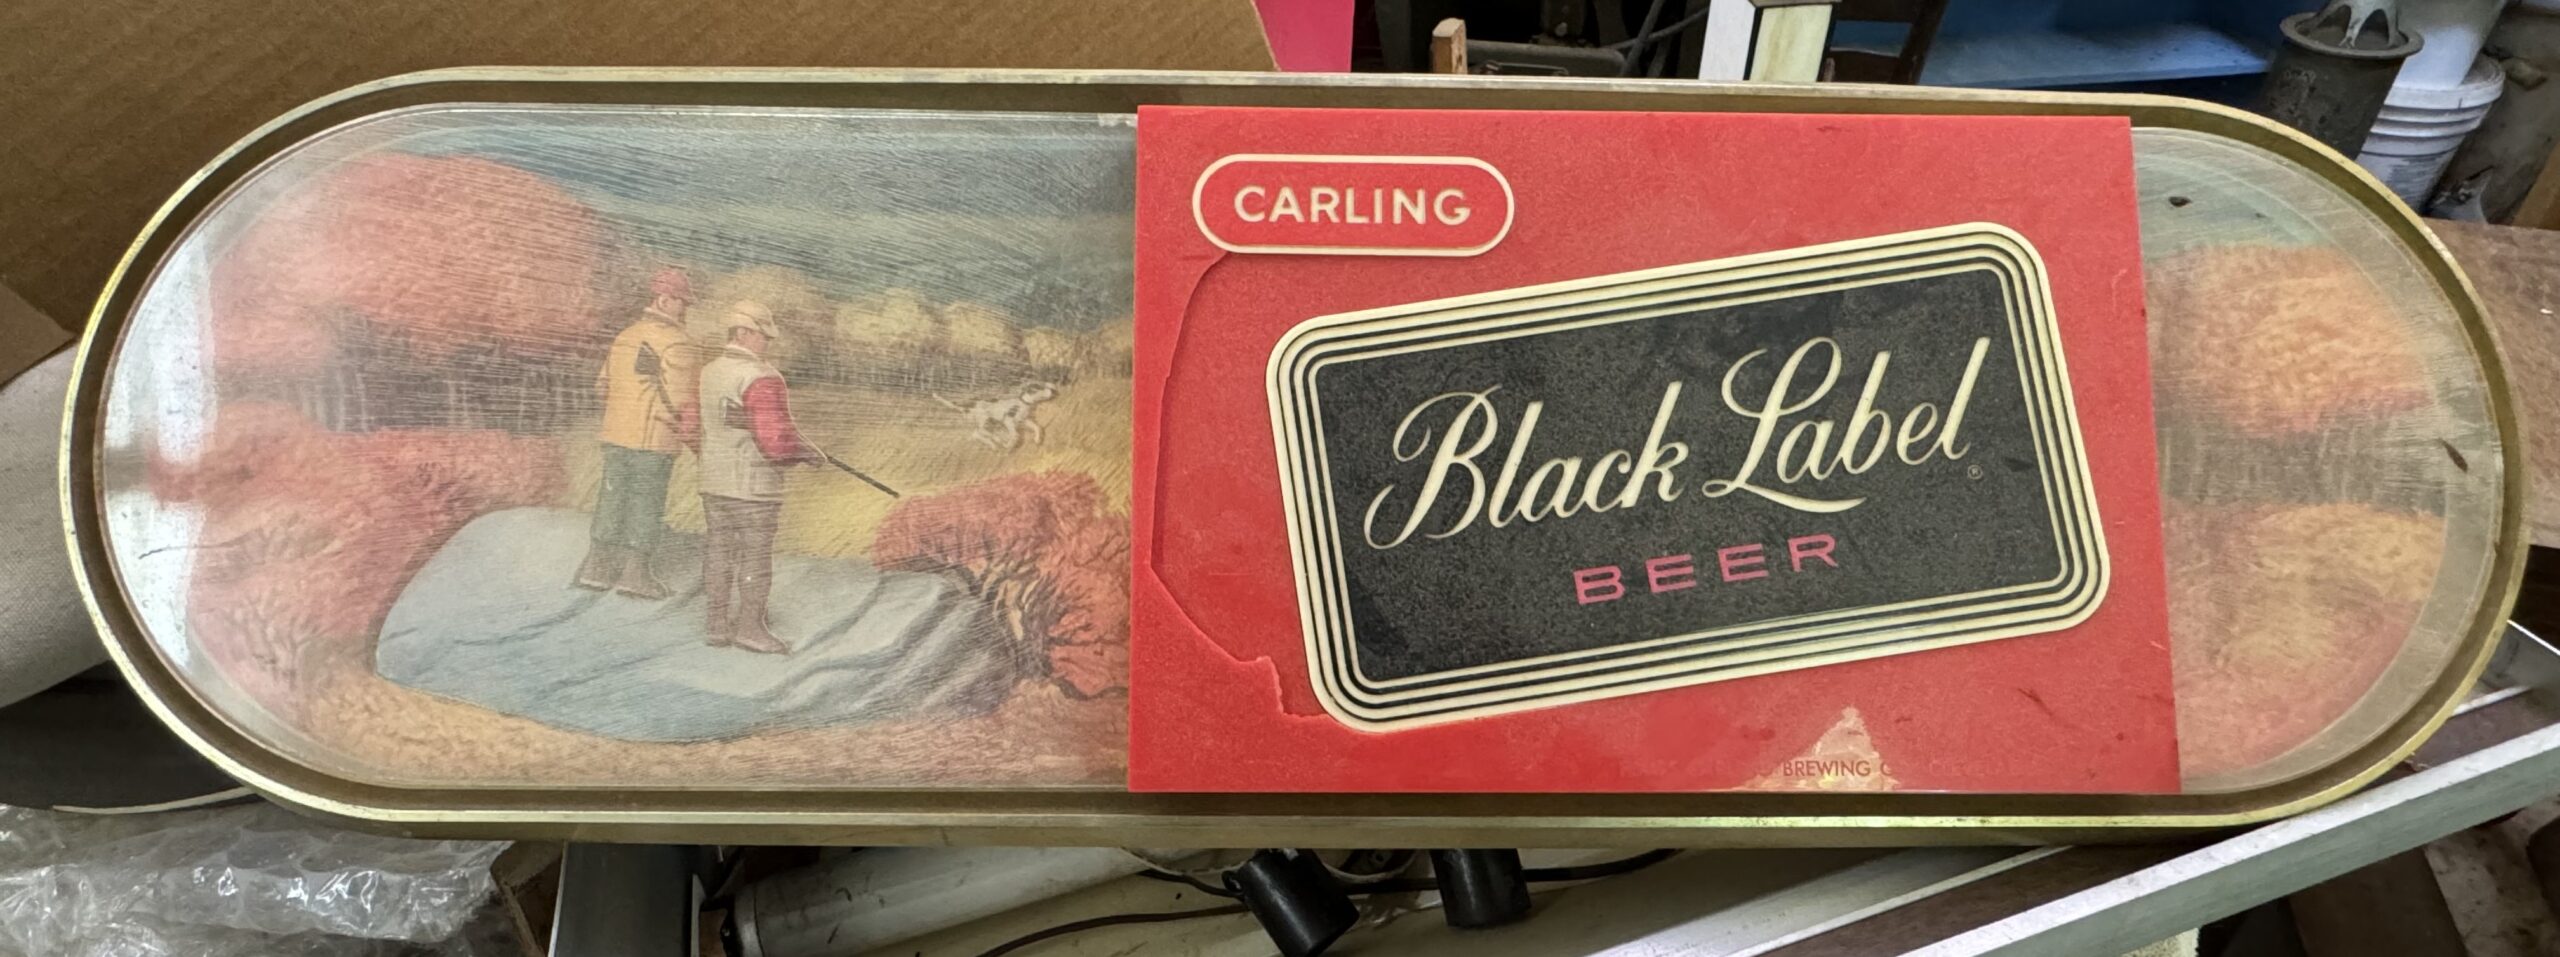 CARLING
Black Label
®
BEER
BREWING